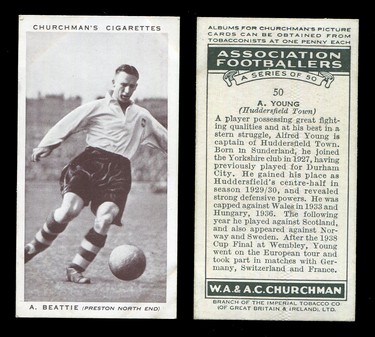 CHURCHMAN'S CIGARETTES
A. BEATTIE (PRESTON NORTH END)
ALBUMS FOR CHURCHMAN'S PICTURE
CARDS CAN BE OBTAINED FROM
TOBACCONISTS AT ONE PENNY EACH
ASSOCIATION
FOOTBALLERS
A SERIES OF 50
50
A. YOUNG
(Huddersfield Town)
A player possessing great fight-
ing qualities and at his best in a
stern struggle, Alfred Young is
captain of Huddersfield Town.
Born in Sunderland, he joined
the Yorkshire club in 1927, having
previously played for Durham
City. He gained his place as
Huddersfield's centre-half in
season 1929/30, and revealed
strong defensive powers. He was
capped against Wales in 1933 and
Hungary, 1936. The following
year he played against Scotland,
and also appeared against Nor-
way and Sweden. After the 1938
Cup Final at Wembley, Young
went on the European tour and
took part in matches with Ger-
many, Switzerland and France.
W.A. & A.C. CHURCHMAN
BRANCH OF THE IMPERIAL TOBACCO CO
(OF GREAT BRITAIN & IRELAND), LTD.